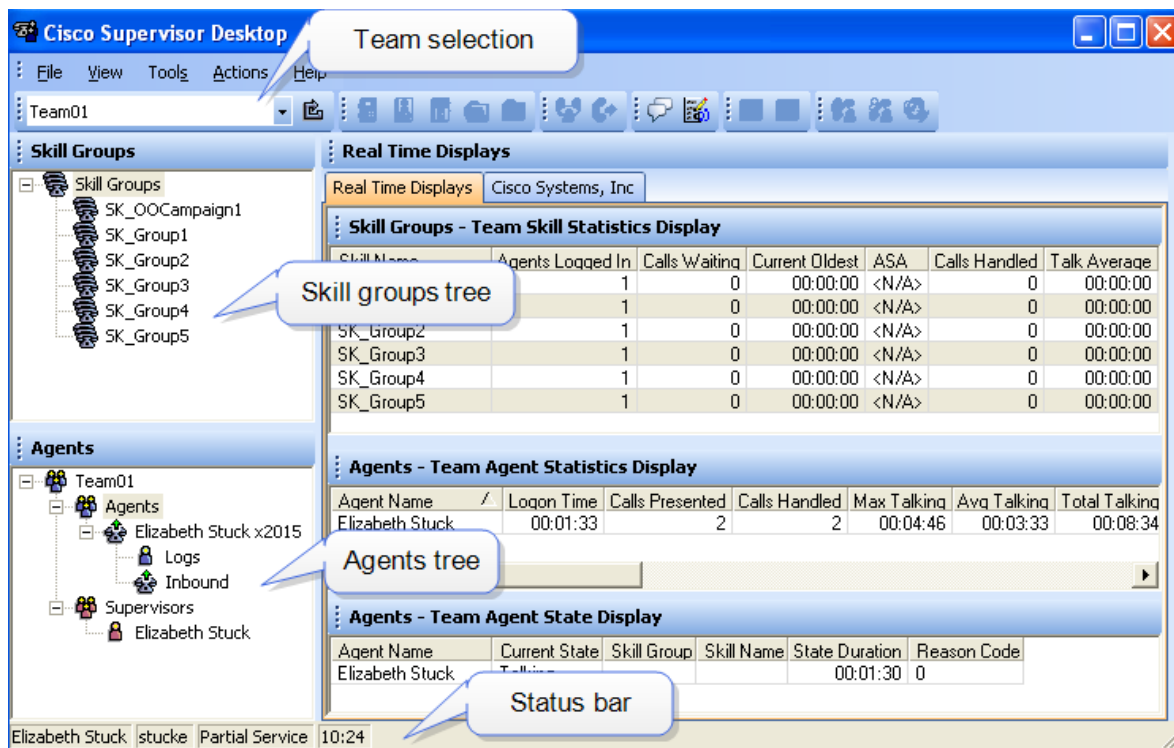 Cisco Supervisor Desktop
Team selection
File View Tools Actions Help
Team01
Skill Groups
Skill Groups
SK_OOCampaign1
SK_Group1
SK_Group2
SK_Group3
SK_Group4
SK_Group5
Skill groups tree
Real Time Displays
Real Time Displays Cisco Systems, Inc
Skill Groups - Team Skill Statistics Display
Skill Name Agents Logged In Calls Waiting Current Oldest ASA Calls Handled Talk Average
1 0 00:00:00 <N/A> 0 00:00:00
1 0 00:00:00 <N/A> 0 00:00:00
SK_Group2 1 0 00:00:00 <N/A> 0 00:00:00
SK_Group3 1 0 00:00:00 <N/A> 0 00:00:00
SK_Group4 1 0 00:00:00 <N/A> 0 00:00:00
SK_Group5 1 0 00:00:00 <N/A> 0 00:00:00
Agents
Team01
Agents
Elizabeth Stuck x2015
Logs
Inbound
Supervisors
Elizabeth Stuck
Agents tree
Agents - Team Agent Statistics Display
Agent Name Logon Time Calls Presented Calls Handled Max Talking Avg Talking Total Talking
Elizabeth Stuck 00:01:33 2 2 00:04:46 00:03:33 00:08:34
Agents - Team Agent State Display
Agent Name Current State Skill Group Skill Name State Duration Reason Code
Elizabeth Stuck Talking 00:01:30 0
Status bar
Elizabeth Stuck stucke Partial Service 10:24